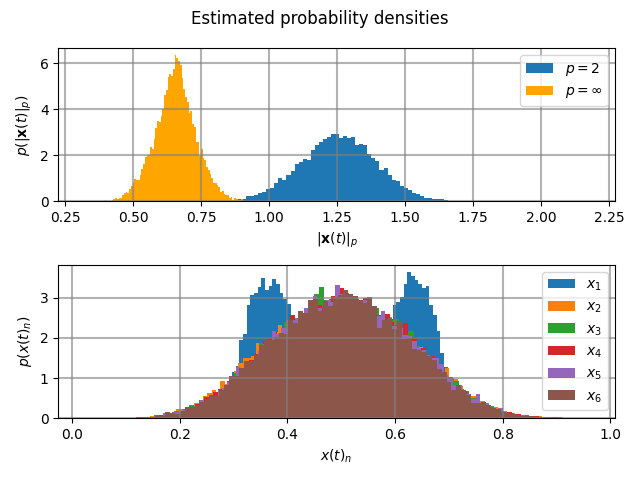 Estimated probability densities
p(|x(t)|ₚ)
6
4
2
0
p = 2
p = ∞
0.25 0.50 0.75 1.00 1.25 1.50 1.75 2.00 2.25
|x(t)|ₚ
p(x(t)ₙ)
3
2
1
0
x₁
x₂
x₃
x₄
x₅
x₆
0.0 0.2 0.4 0.6 0.8 1.0
x(t)ₙ